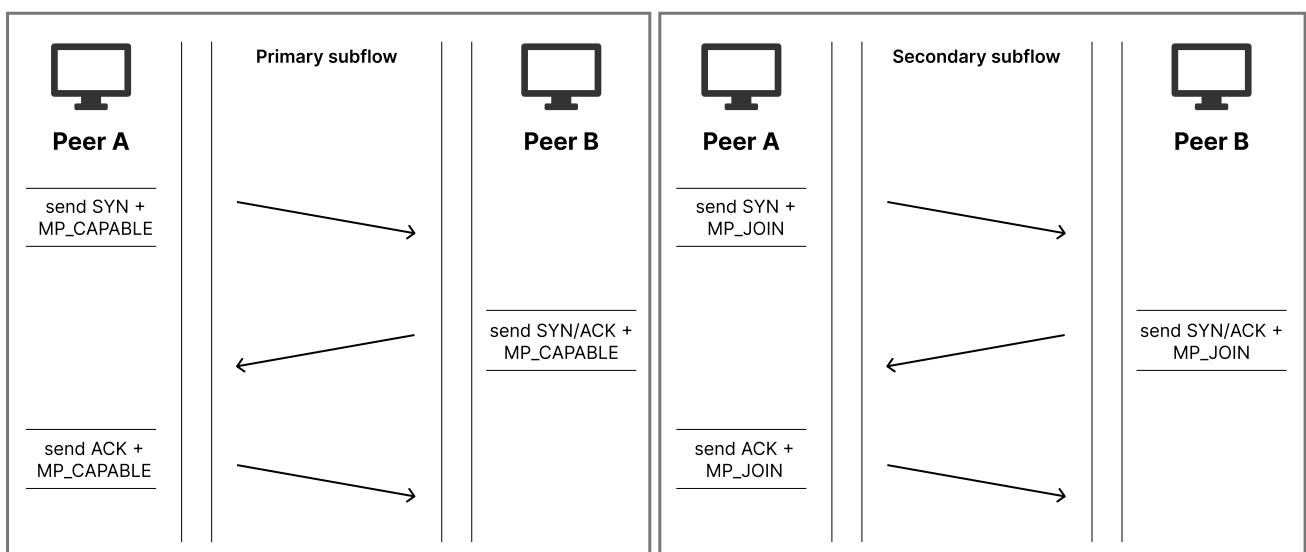 Primary subflow
Peer A
Peer B
send SYN +
MP_CAPABLE
send SYN/ACK +
MP_CAPABLE
send ACK +
MP_CAPABLE
Secondary subflow
Peer A
Peer B
send SYN +
MP_JOIN
send SYN/ACK +
MP_JOIN
send ACK +
MP_JOIN